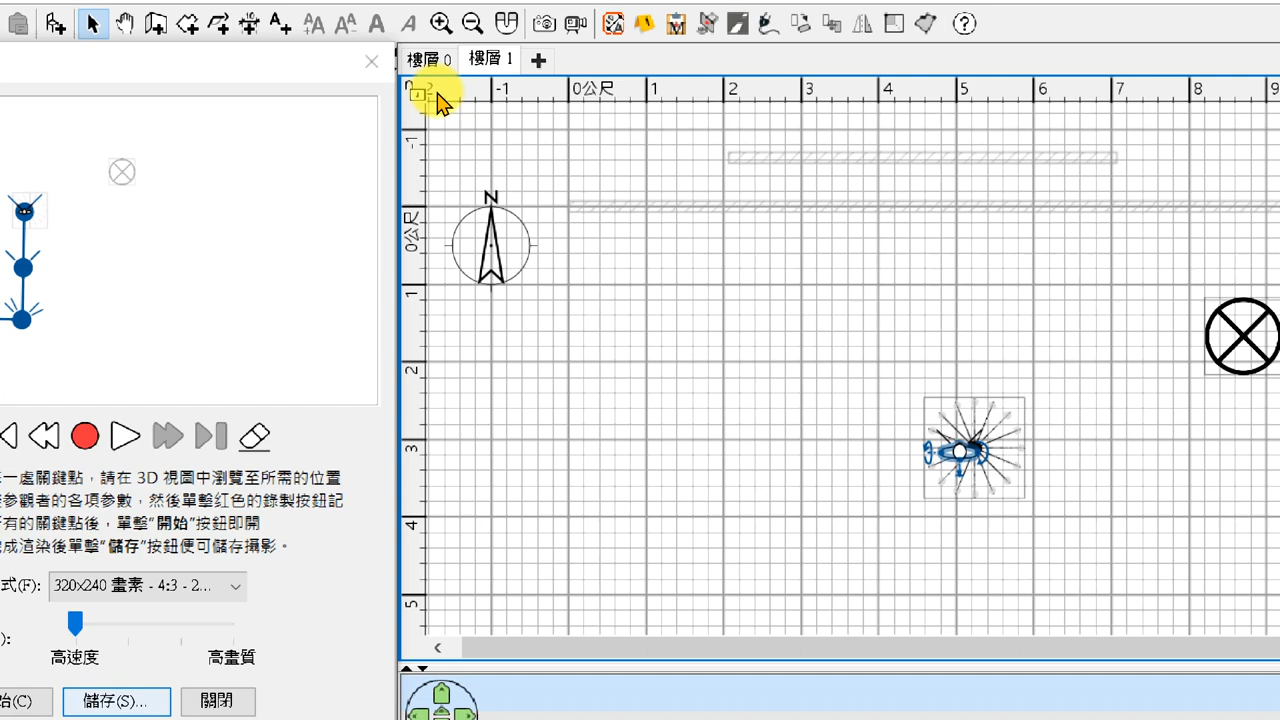 樓層 0
樓層 1
-2
-1
0公尺
1
2
3
4
5
6
7
8
9
-1
0公尺
1
2
3
4
5
N
一處關鍵點，請在 3D 視圖中瀏覽至所需的位置
參觀者的各項參數，然後單擊红色的錄製按鈕記
有的關鍵點後，單擊“開始”按鈕即開
成渲染後單擊“儲存”按鈕便可儲存攝影。
式(F):
320x240 畫素 - 4:3 - 2...
):
高速度
高畫質
始(C)
儲存(S)...
關閉